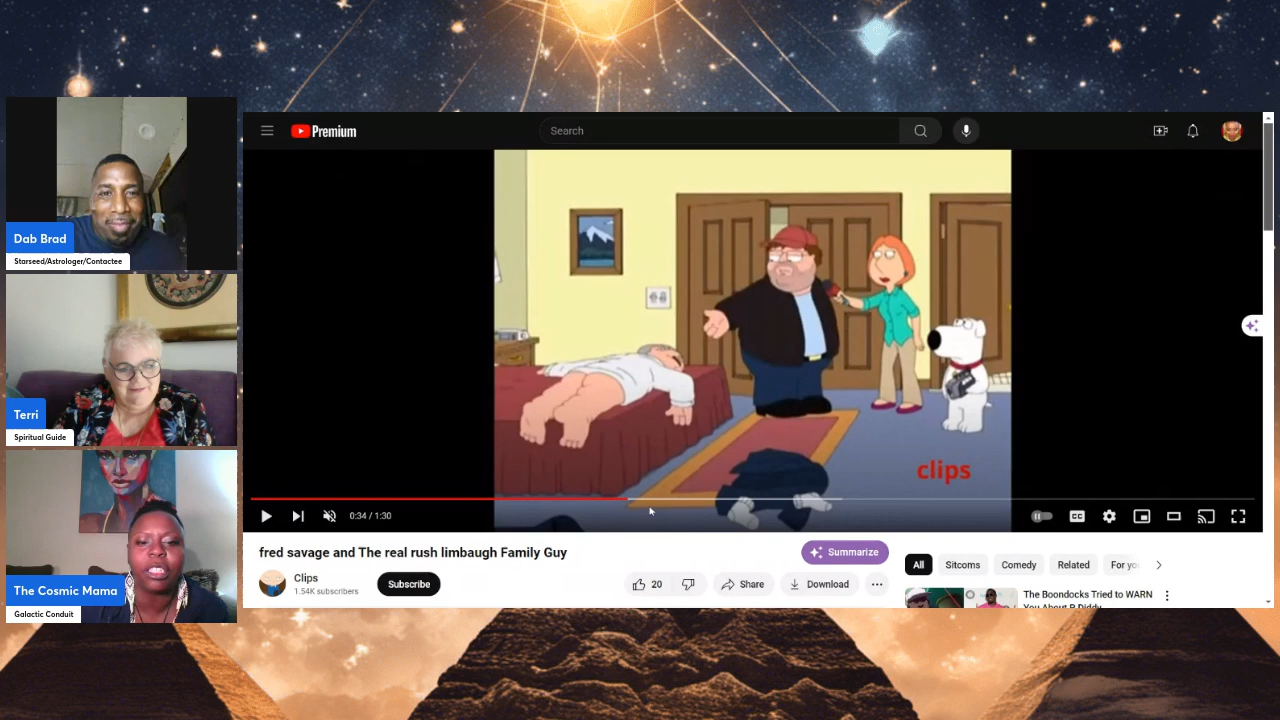 Dab Brad
Starseed/Astrologer/Contactee
Terri
Spiritual Guide
The Cosmic Mama
Galactic Conduit
Premium
Search
clips
0:34 / 1:30
CC
fred savage and The real rush limbaugh Family Guy
Summarize
Clips
1.54K subscribers
Subscribe
20
Share
Download
All
Sitcoms
Comedy
Related
For yo
The Boondocks Tried to WARN
You About P Diddy